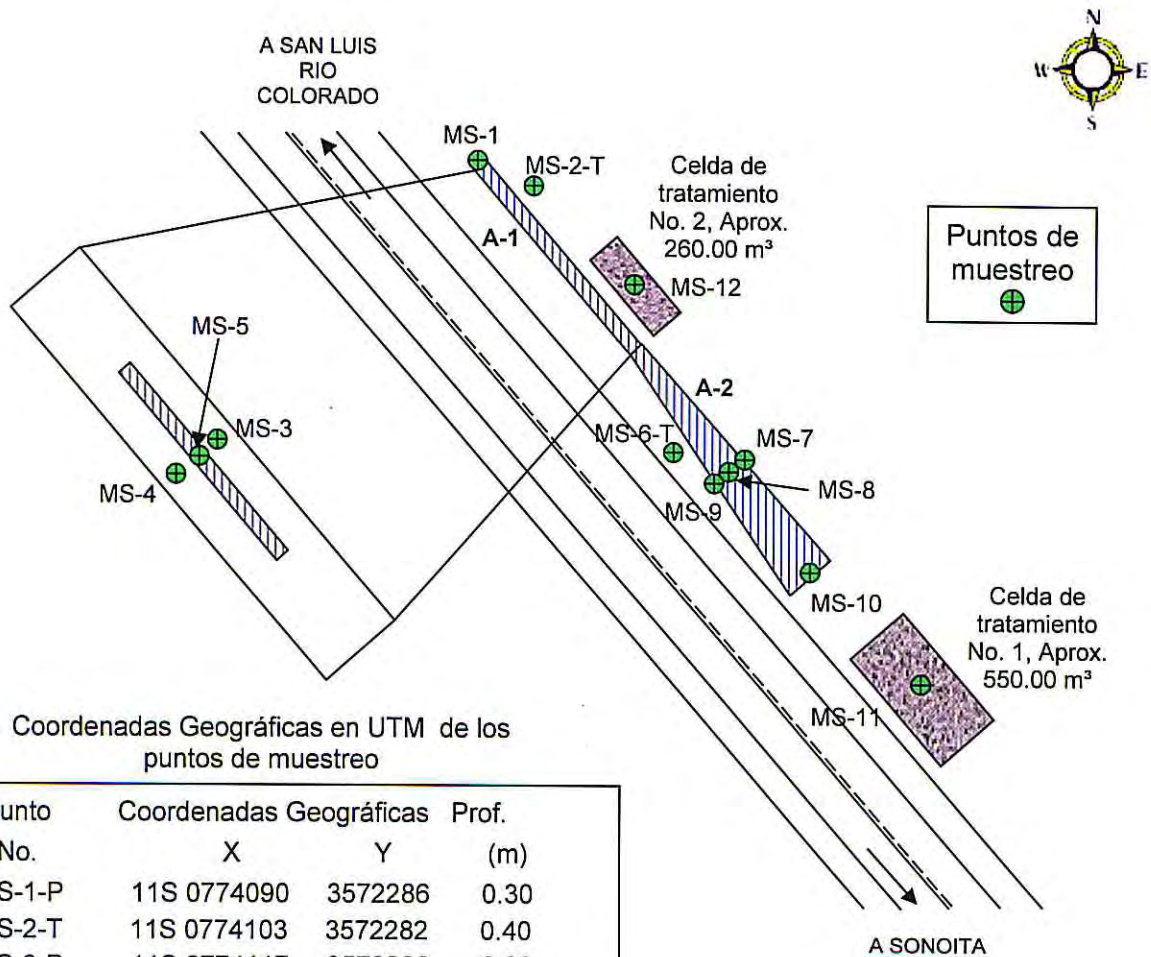 N
W
E
S
A SAN LUIS
RIO
COLORADO
MS-1
MS-2-T
Celda de
tratamiento
No. 2, Aprox.
260.00 m³
A-1
MS-12
Puntos de
muestreo
MS-5
A-2
MS-3
MS-6-T
MS-7
MS-4
MS-8
MS-9
MS-10
Celda de
tratamiento
No. 1, Aprox.
550.00 m³
MS-11
Coordenadas Geográficas en UTM de los
puntos de muestreo
unto Coordenadas Geográficas Prof.
No. X Y (m)
S-1-P 11S 0774090 3572286 0.30
S-2-T 11S 0774103 3572282 0.40
A SONOITA